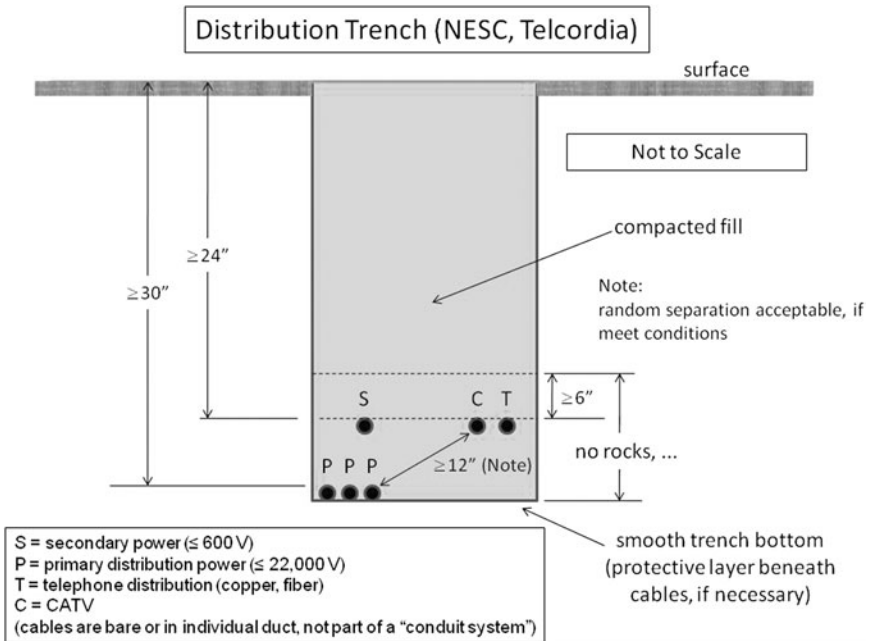 Distribution Trench (NESC, Telcordia)
surface
Not to Scale
compacted fill
≥24"
≥30"
Note:
random separation acceptable, if
meet conditions
S
C T
≥6"
P P P
≥12" (Note)
no rocks, ...
smooth trench bottom
(protective layer beneath
cables, if necessary)
S = secondary power (≤ 600 V)
P = primary distribution power (≤ 22,000 V)
T = telephone distribution (copper, fiber)
C = CATV
(cables are bare or in individual duct, not part of a “conduit system”)